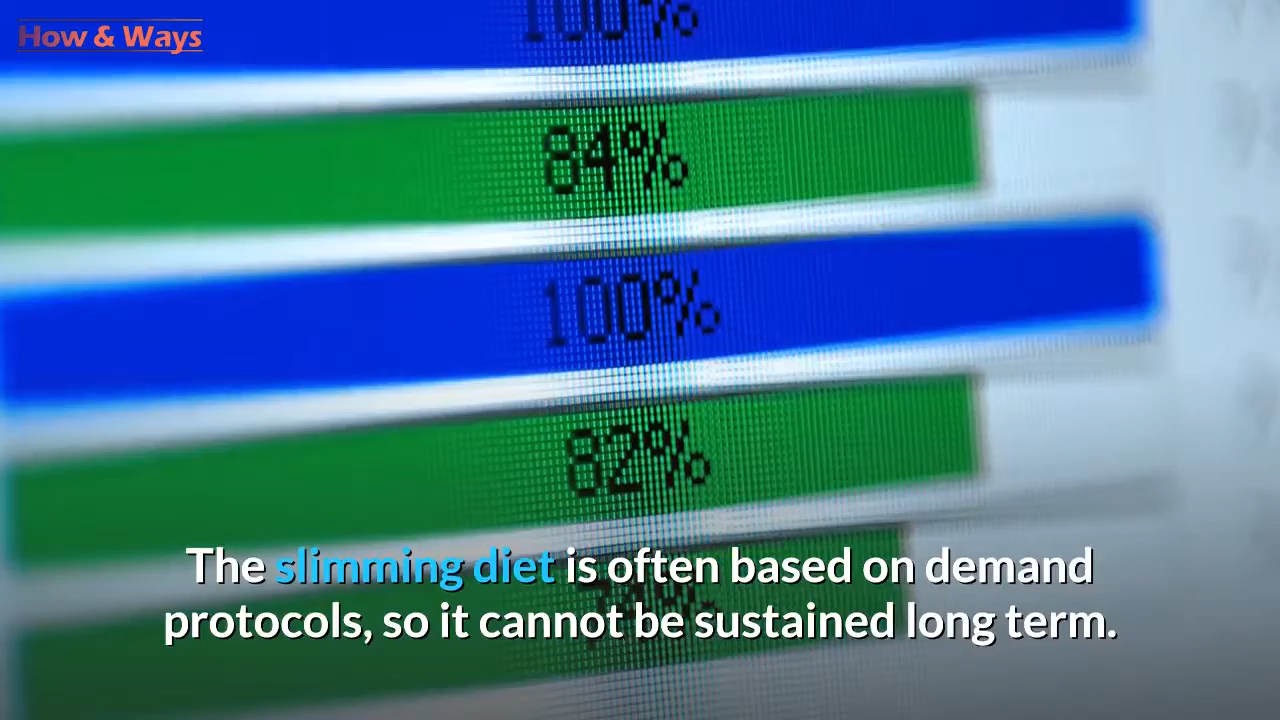 How & Ways
100%
84%
100%
82%
The slimming diet is often based on demand
protocols, so it cannot be sustained long term.